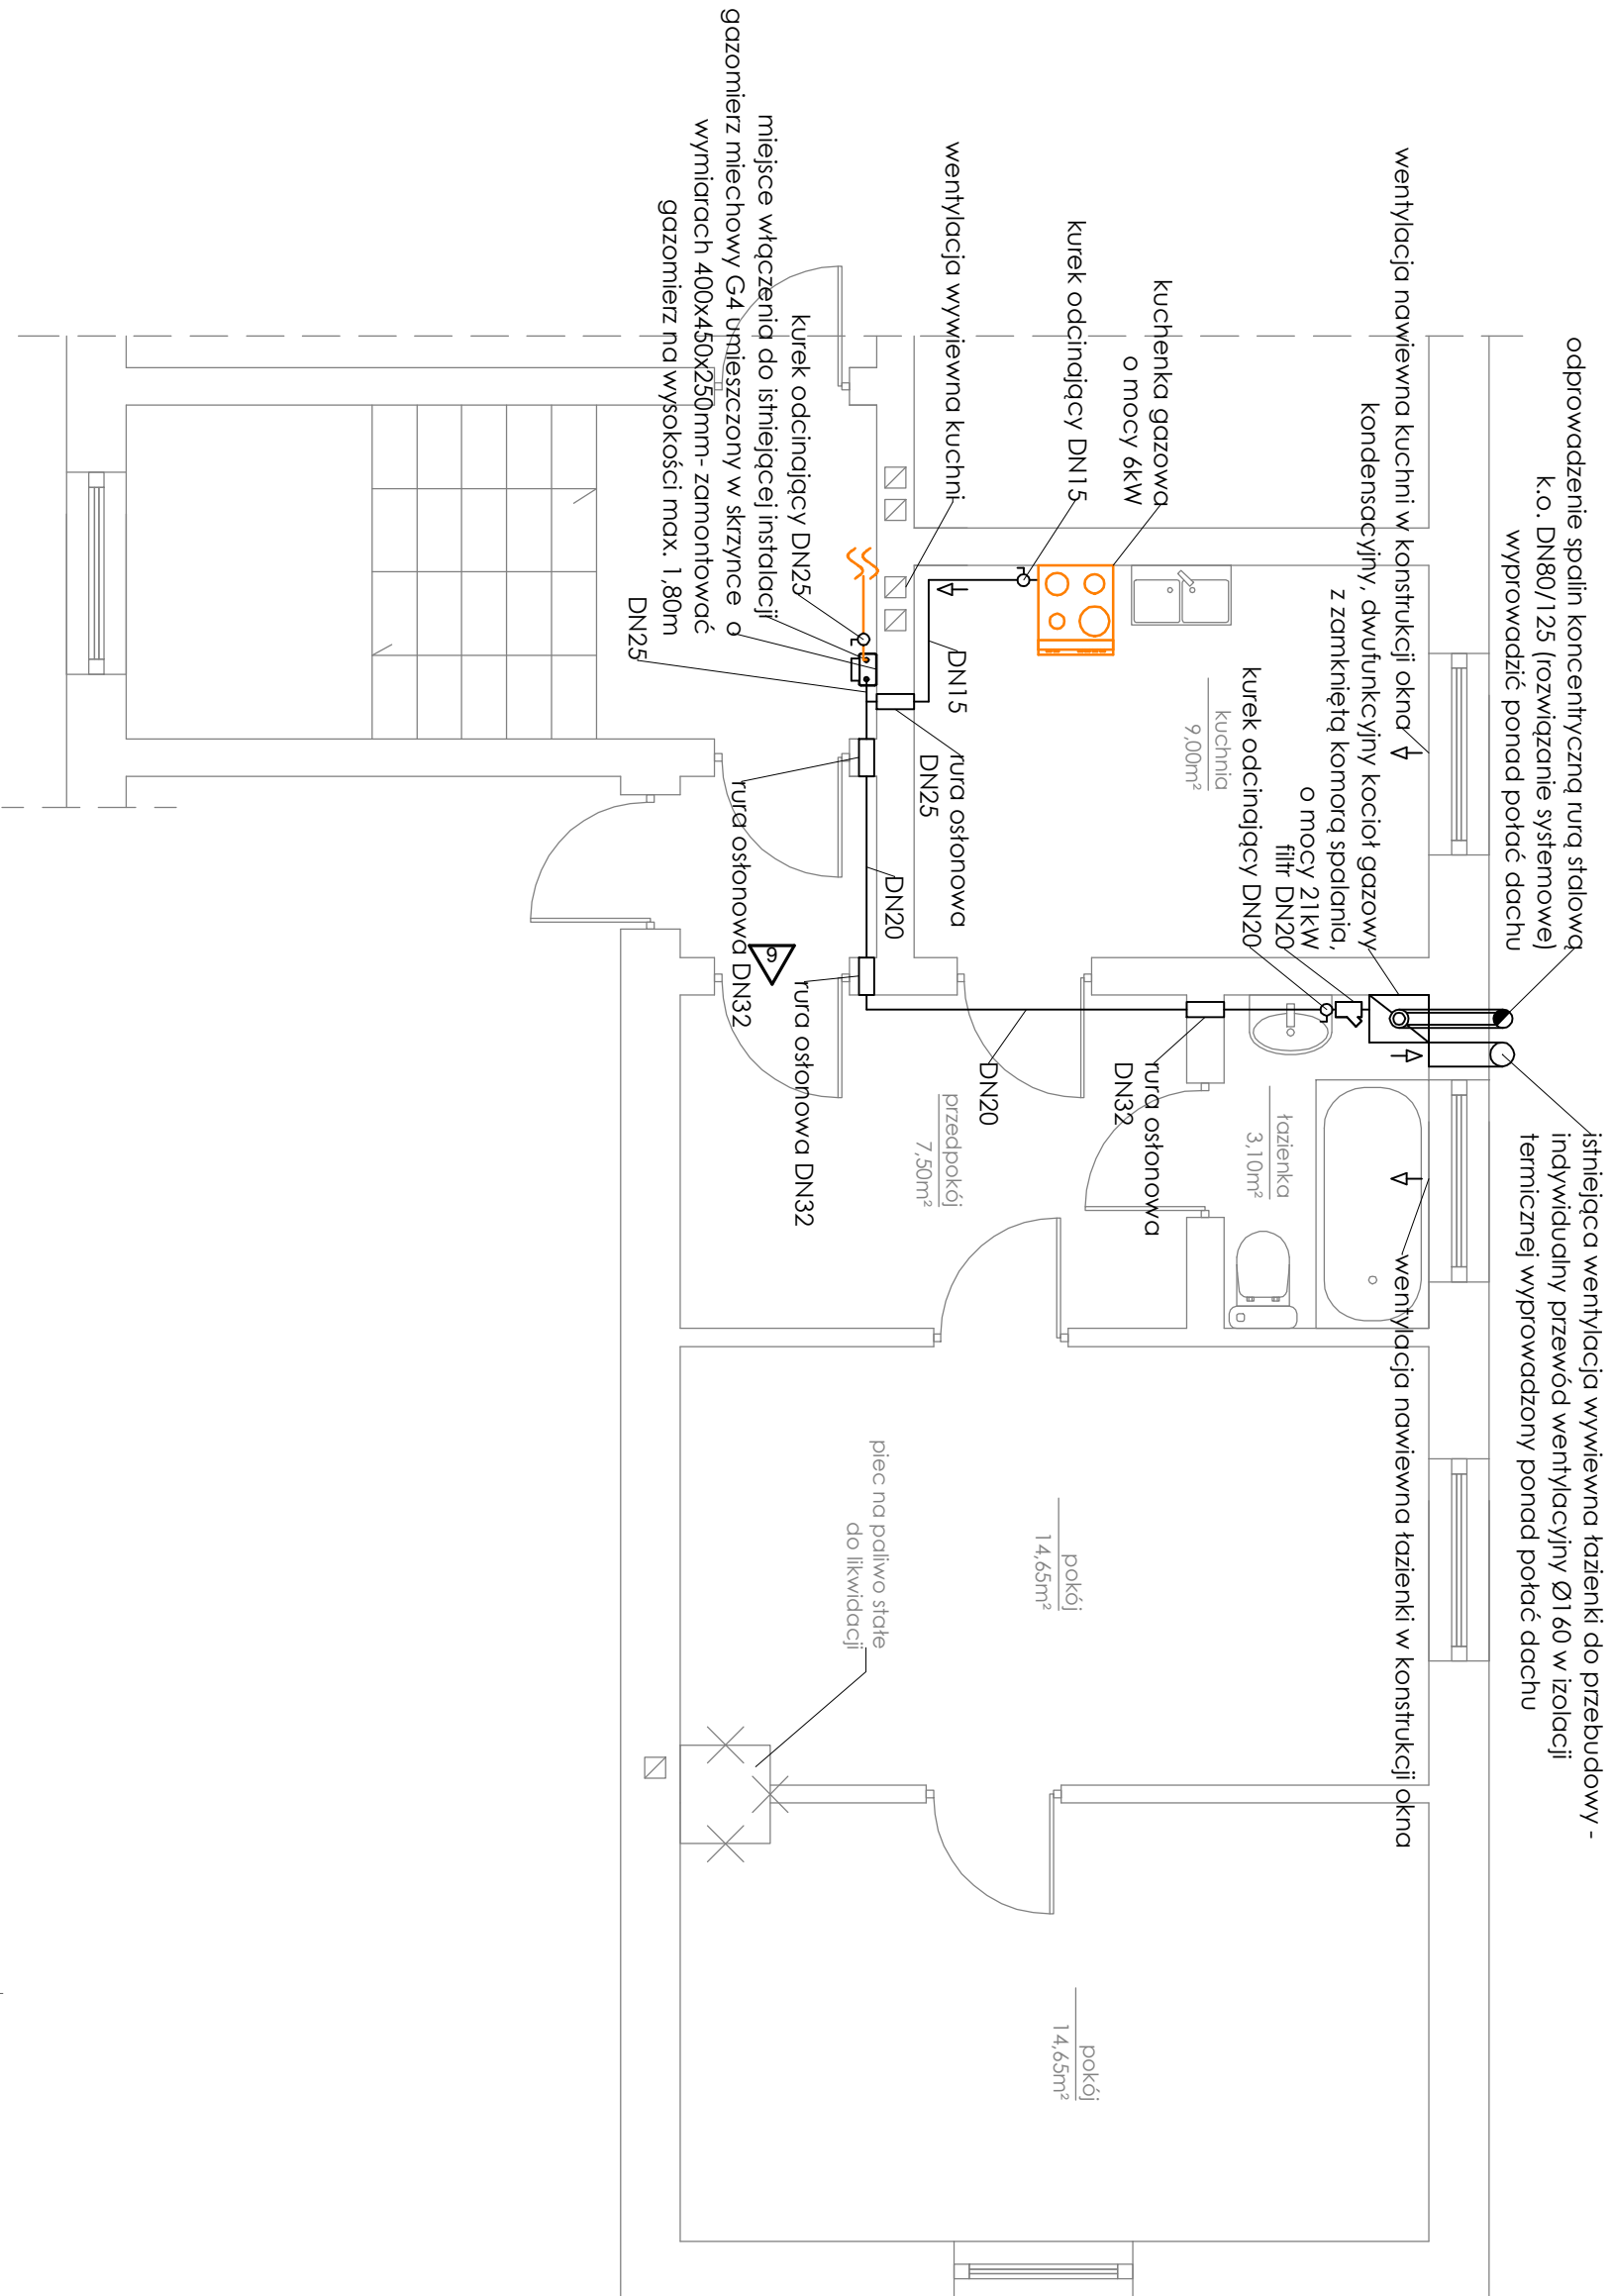 odprowadzenie spalin koncentryczną rurą stalową
k.o. DN80/125 (rozwiązanie systemowe)
wyprowadzić ponad połać dachu
istniejąca wentylacja wywiewna łazienki do przebudowy -
indywidualny przewód wentylacyjny Ø160 w izolacji
termicznej wyprowadzony ponad połać dachu
wentylacja nawiewna kuchni w konstrukcji okna
wentylacja nawiewna łazienki w konstrukcji okna
kondensacyjny, dwufunkcyjny kocioł gazowy
z zamkniętą komorą spalania,
o mocy 21kW
filtr DN20
kurek odcinający DN20
kuchnia
9,00m²
łazienka
3,10m²
kuchenka gazowa
o mocy 6kW
kurek odcinający DN15
wentylacja wywiewna kuchni
DN15
rura osłonowa
DN25
rura osłonowa
DN32
DN20
DN20
przedpokój
7,50m²
pokój
14,65m²
pokój
14,65m²
piec na paliwo stałe
do likwidacji
kurek odcinający DN25
miejsce włączenia do istniejącej instalacji
gazomierz miechowy G4 umieszczony w skrzynce o
wymiarach 400x450x250mm- zamontować
gazomierz na wysokości max. 1,80m
DN25
rura osłonowa DN32
rura osłonowa DN32
9